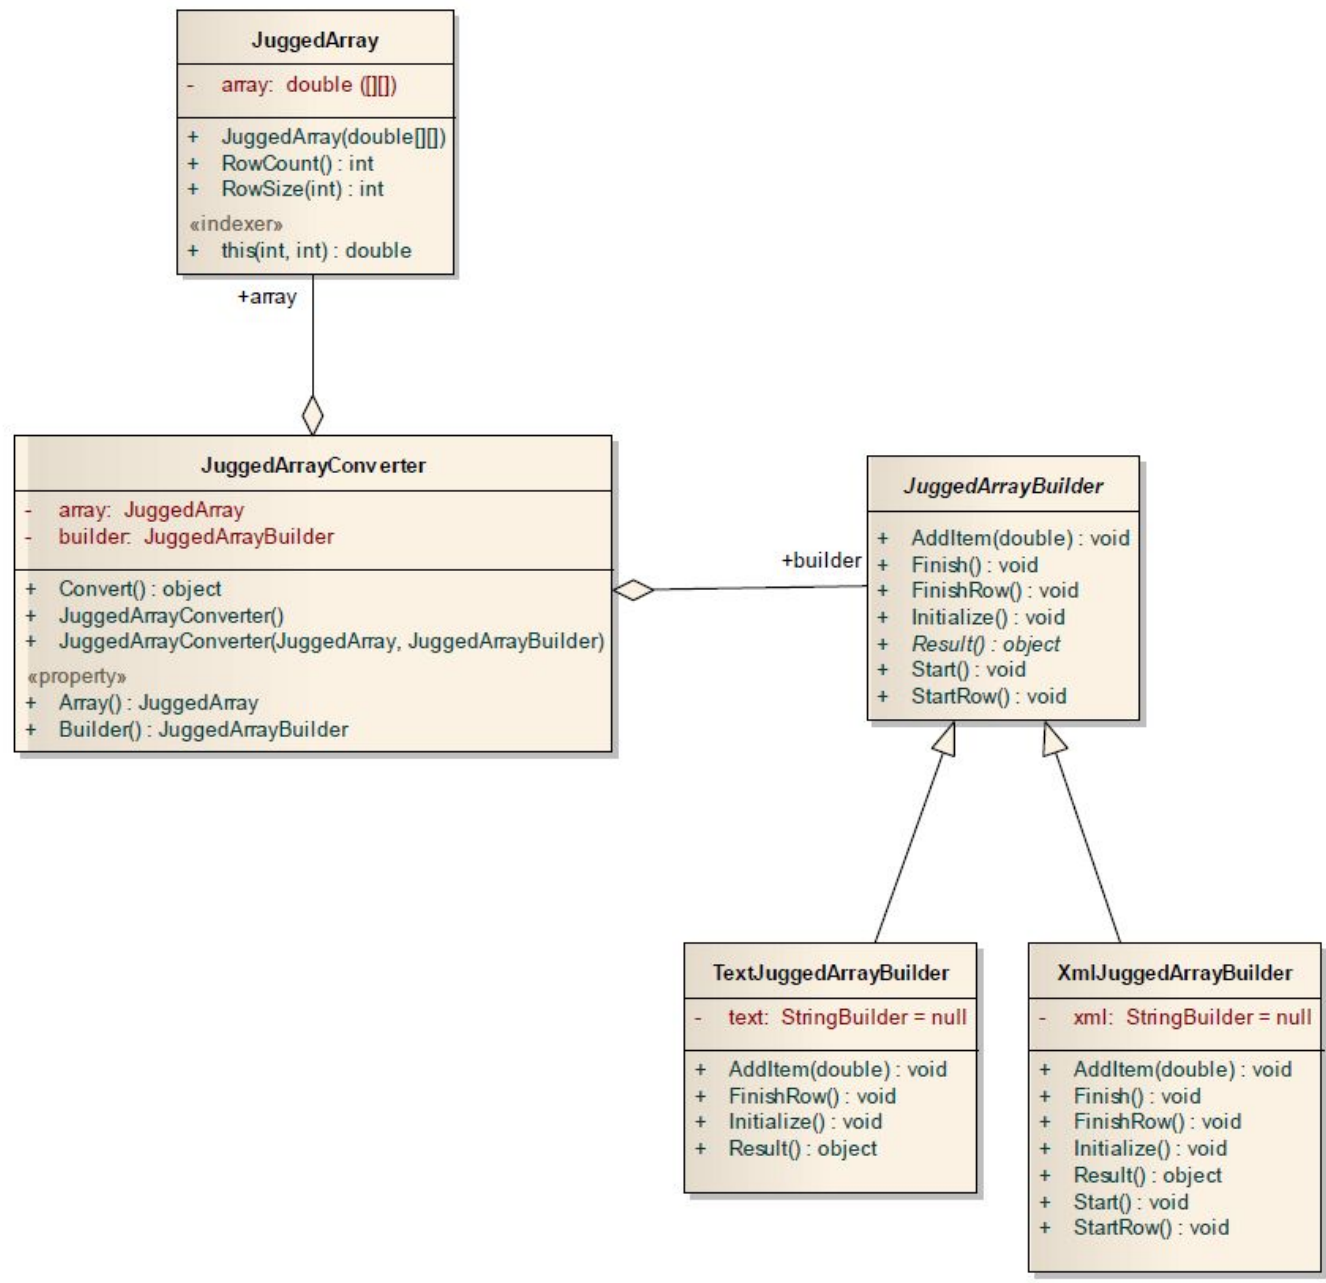 JuggedArray
- array: double ([][])
+ JuggedArray(double[][])
+ RowCount() : int
+ RowSize(int) : int
«indexer»
+ this(int, int) : double
+array
JuggedArrayConverter
- array: JuggedArray
- builder: JuggedArrayBuilder
+ Convert() : object
+ JuggedArrayConverter()
+ JuggedArrayConverter(JuggedArray, JuggedArrayBuilder)
«property»
+ Array() : JuggedArray
+ Builder() : JuggedArrayBuilder
+builder
JuggedArrayBuilder
+ AddItem(double) : void
+ Finish() : void
+ FinishRow() : void
+ Initialize() : void
+ Result() : object
+ Start() : void
+ StartRow() : void
TextJuggedArrayBuilder
- text: StringBuilder = null
+ AddItem(double) : void
+ FinishRow() : void
+ Initialize() : void
+ Result() : object
XmlJuggedArrayBuilder
- xml: StringBuilder = null
+ AddItem(double) : void
+ Finish() : void
+ FinishRow() : void
+ Initialize() : void
+ Result() : object
+ Start() : void
+ StartRow() : void